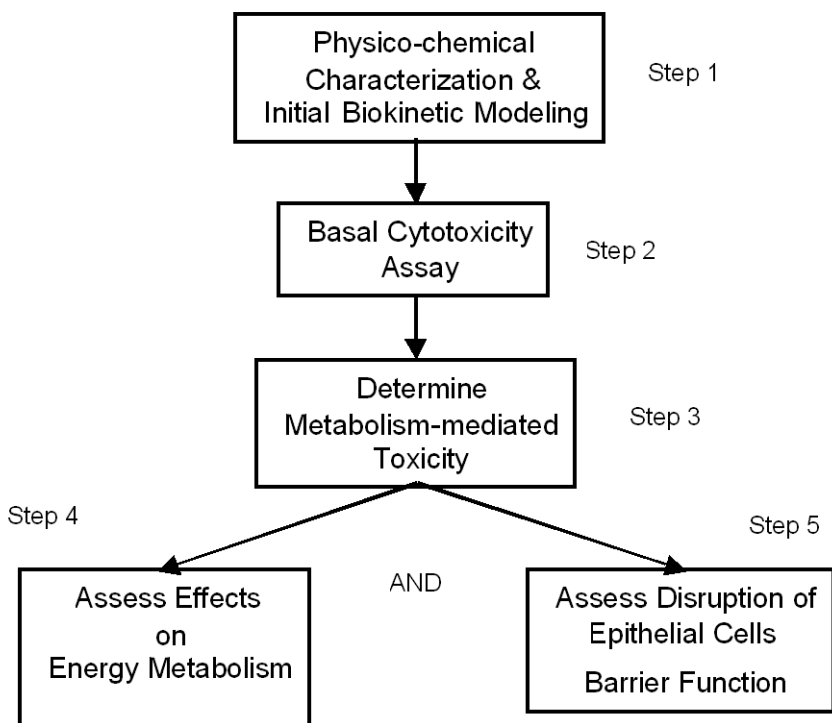 Physico-chemical
Characterization &
Initial Biokinetic Modeling
Step 1
Basal Cytotoxicity
Assay
Step 2
Determine
Metabolism-mediated
Toxicity
Step 3
Step 4
Step 5
Assess Effects
on
Energy Metabolism
AND
Assess Disruption of
Epithelial Cells
Barrier Function